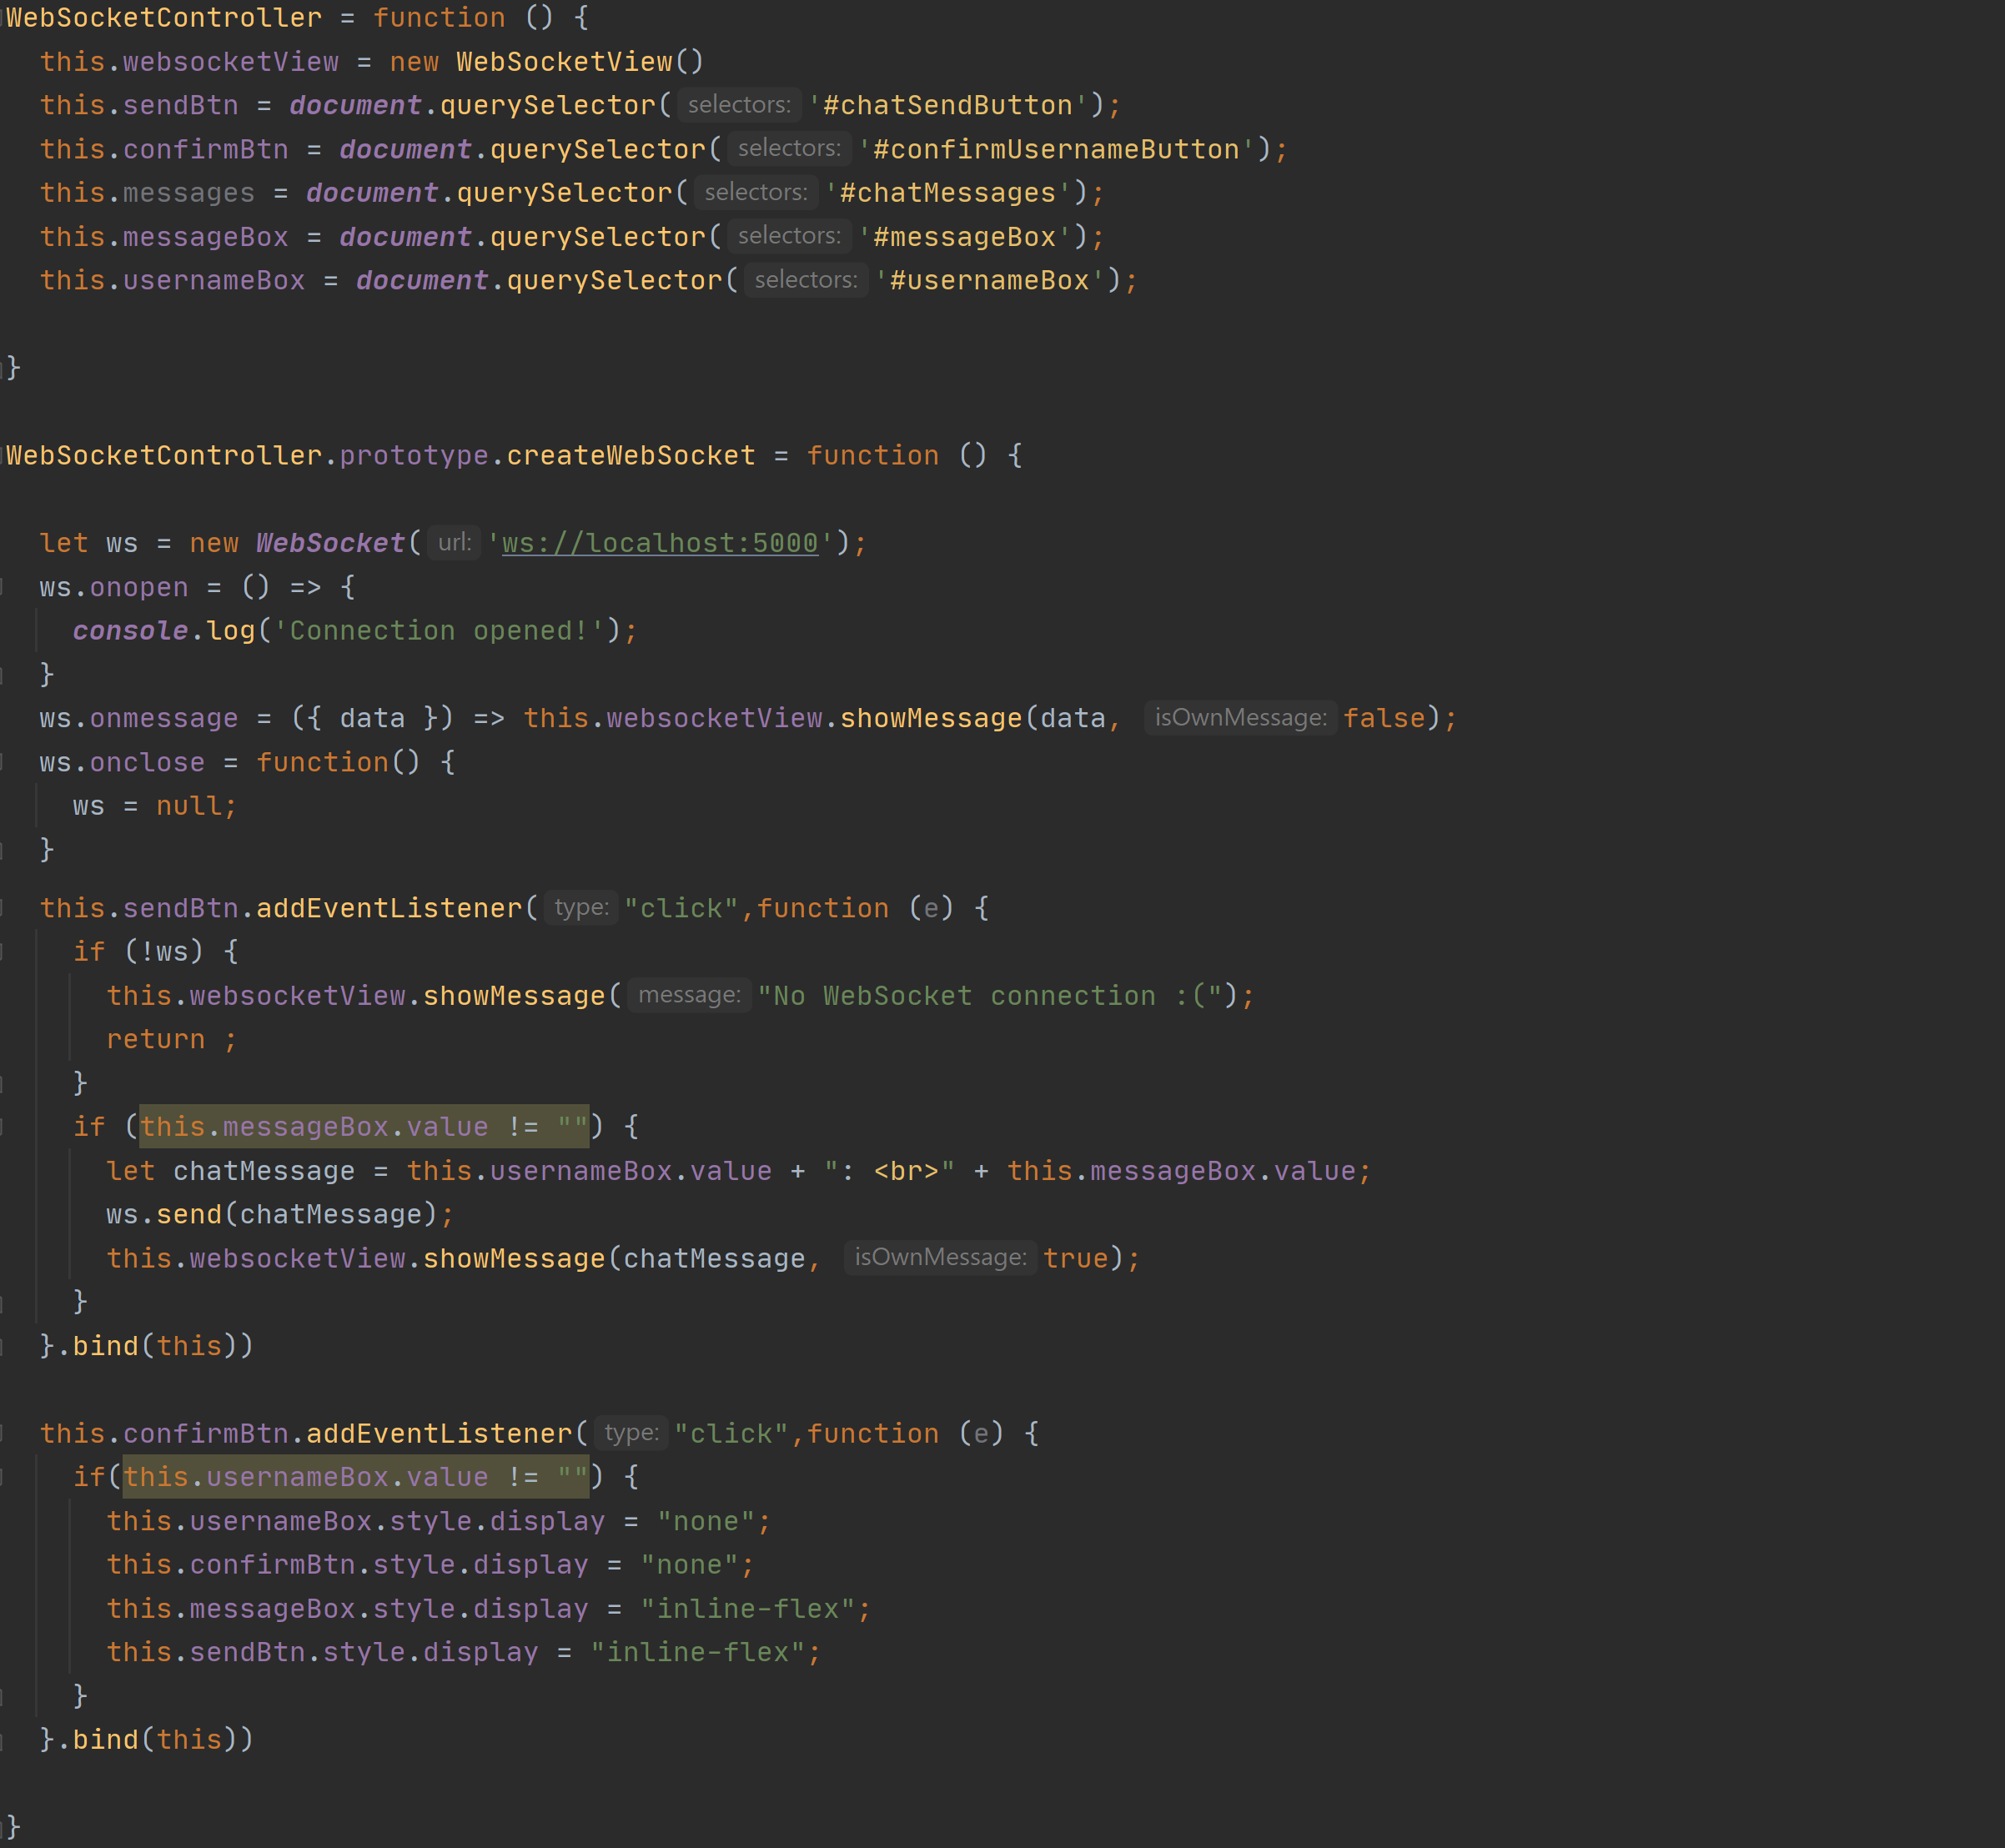 WebSocketController = function () {
  this.websocketView = new WebSocketView()
  this.sendBtn = document.querySelector( selectors: '#chatSendButton');
  this.confirmBtn = document.querySelector( selectors: '#confirmUsernameButton');
  this.messages = document.querySelector( selectors: '#chatMessages');
  this.messageBox = document.querySelector( selectors: '#messageBox');
  this.usernameBox = document.querySelector( selectors: '#usernameBox');
}
WebSocketController.prototype.createWebSocket = function () {
  let ws = new WebSocket( url: 'ws://localhost:5000');
  ws.onopen = () => {
    console.log('Connection opened!');
  }
  ws.onmessage = ({ data }) => this.websocketView.showMessage(data, isOwnMessage: false);
  ws.onclose = function() {
    ws = null;
  }
  this.sendBtn.addEventListener( type: "click",function (e) {
    if (!ws) {
      this.websocketView.showMessage( message: "No WebSocket connection :(");
      return ;
    }
    if (this.messageBox.value != "") {
      let chatMessage = this.usernameBox.value + ": <br>" + this.messageBox.value;
      ws.send(chatMessage);
      this.websocketView.showMessage(chatMessage, isOwnMessage: true);
    }
  }.bind(this))
  this.confirmBtn.addEventListener( type: "click",function (e) {
    if(this.usernameBox.value != "") {
      this.usernameBox.style.display = "none";
      this.confirmBtn.style.display = "none";
      this.messageBox.style.display = "inline-flex";
      this.sendBtn.style.display = "inline-flex";
    }
  }.bind(this))
}